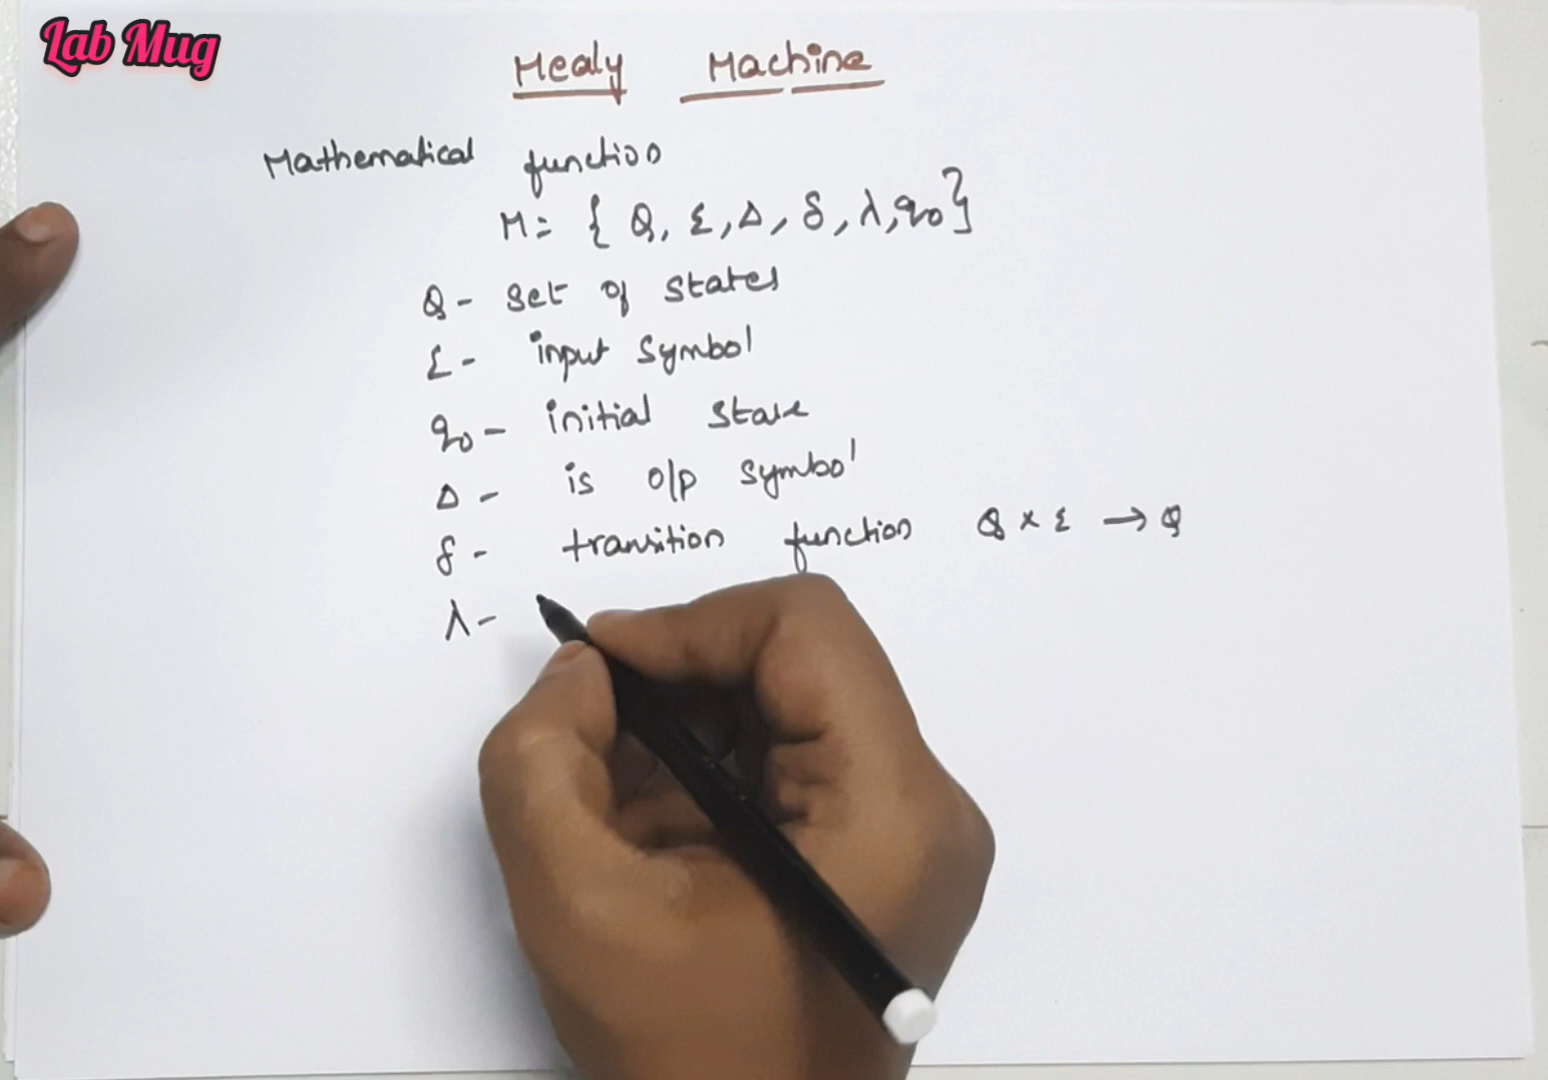 Lab Mug
Mealy Machine
Mathematical function
M = { Q, Σ, Δ, δ, λ, q0 }
Q - set of states
Σ - input symbol
q0 - initial state
Δ - is o/p symbol
δ - transition function Q x Σ → Q
λ -